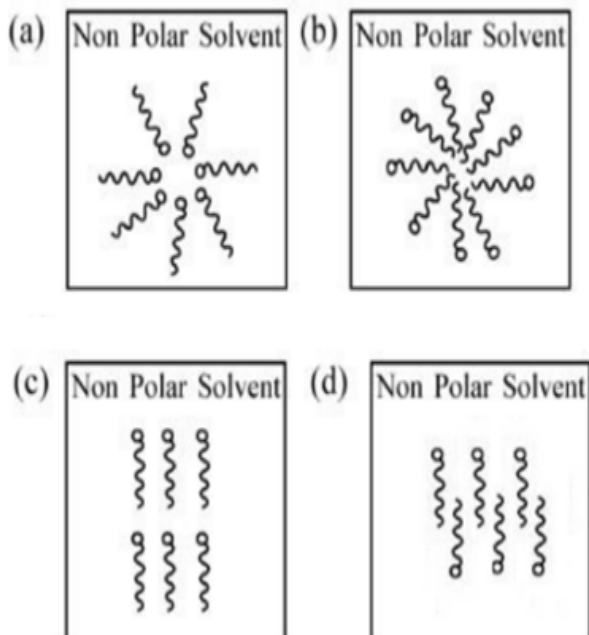 (a) Non Polar Solvent
(b) Non Polar Solvent
(c) Non Polar Solvent
(d) Non Polar Solvent